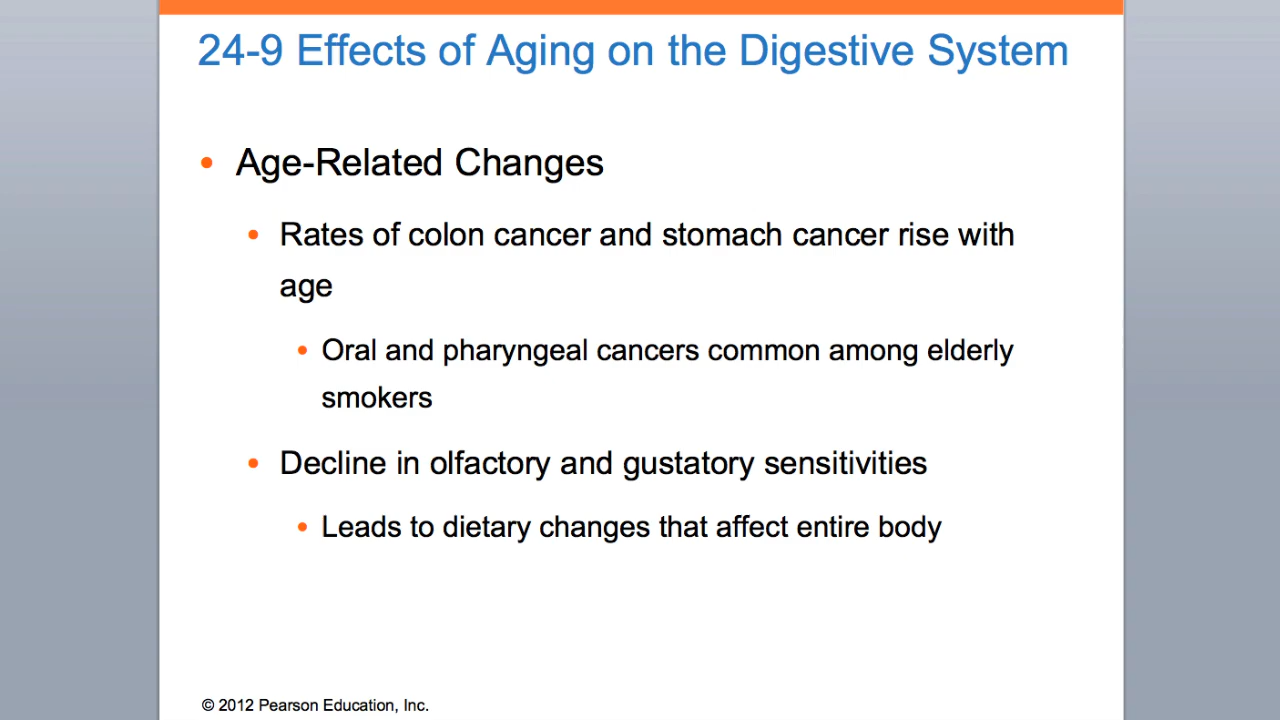 24-9 Effects of Aging on the Digestive System
• Age-Related Changes
• Rates of colon cancer and stomach cancer rise with
age
• Oral and pharyngeal cancers common among elderly
smokers
• Decline in olfactory and gustatory sensitivities
• Leads to dietary changes that affect entire body
© 2012 Pearson Education, Inc.